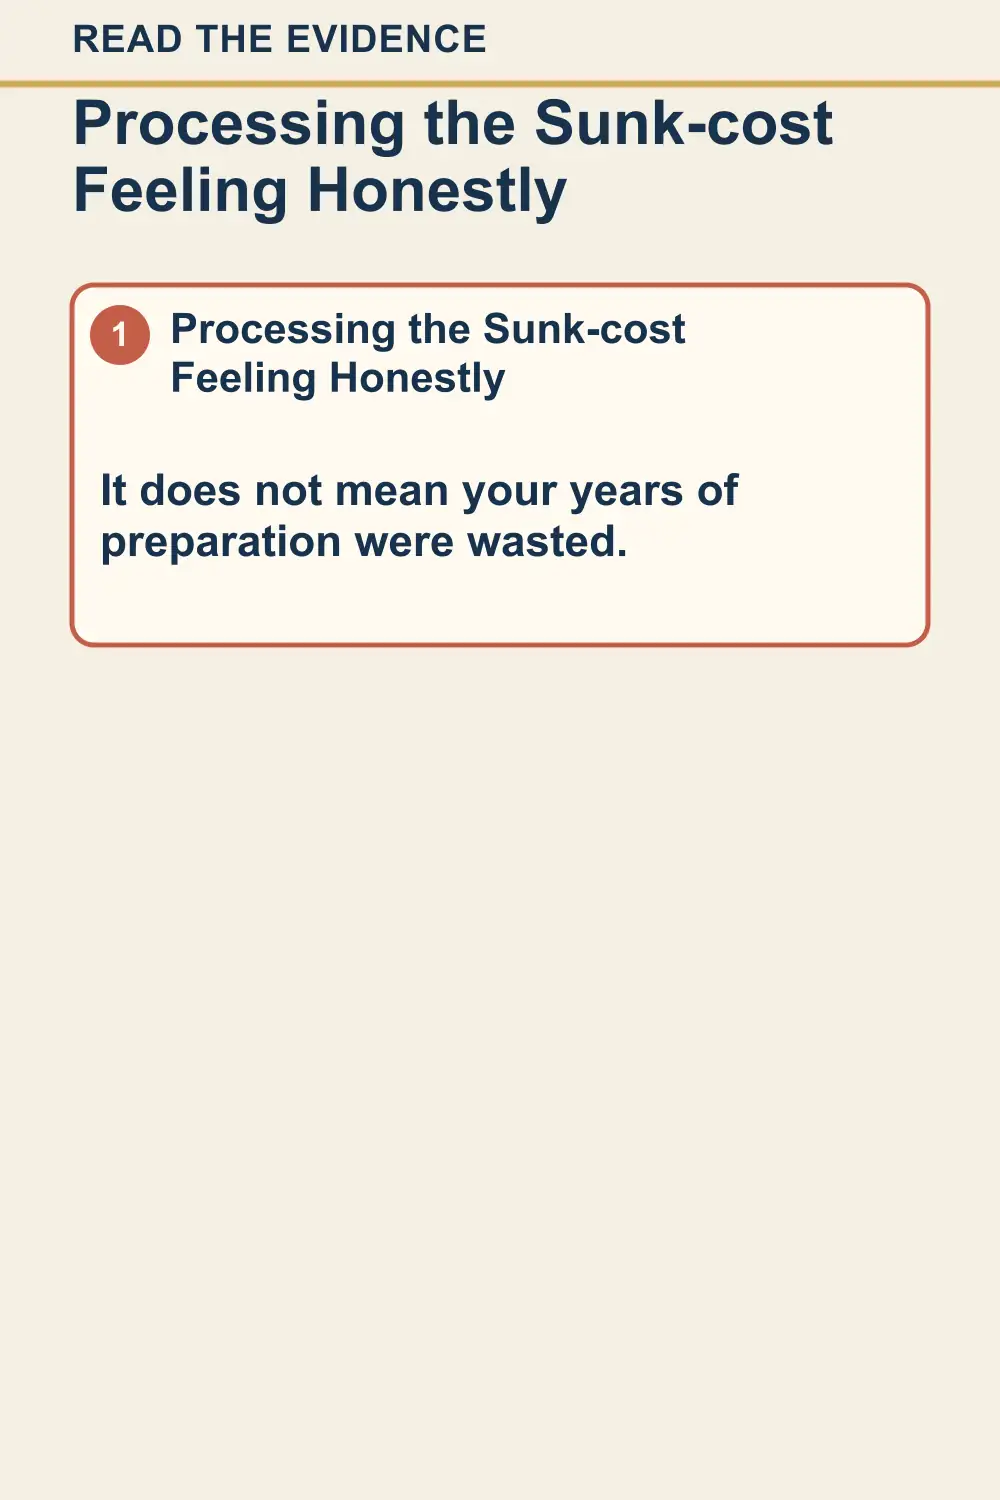 READ THE EVIDENCE
Processing the Sunk-cost
Feeling Honestly
1
Processing the Sunk-cost
Feeling Honestly
It does not mean your years of
preparation were wasted.